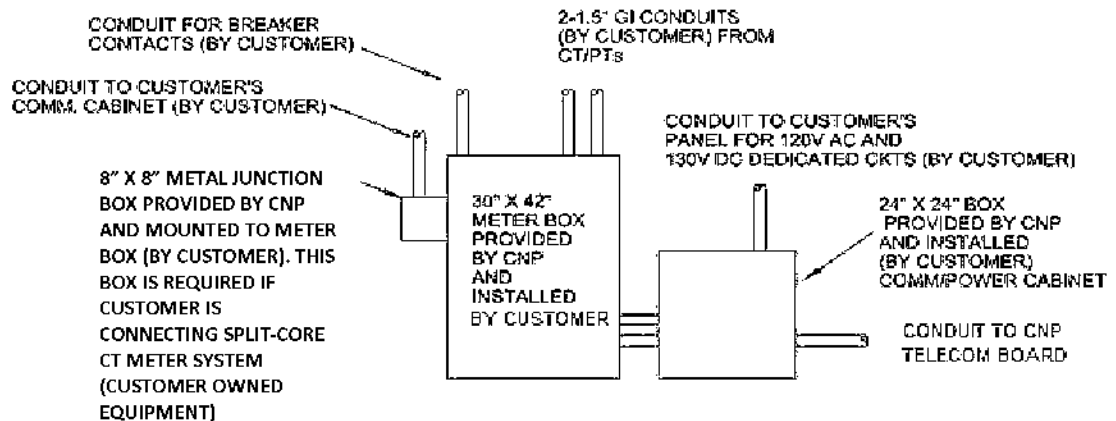 CONDUIT FOR BREAKER
CONTACTS (BY CUSTOMER)
2-1.5" GI CONDUITS
(BY CUSTOMER) FROM
CT/PTs
CONDUIT TO CUSTOMER'S
COMM. CABINET (BY CUSTOMER)
CONDUIT TO CUSTOMER'S
PANEL FOR 120V AC AND
130V DC DEDICATED CKTS (BY CUSTOMER)
8" X 8" METAL JUNCTION
BOX PROVIDED BY CNP
AND MOUNTED TO METER
BOX (BY CUSTOMER). THIS
BOX IS REQUIRED IF
CUSTOMER IS
CONNECTING SPLIT-CORE
CT METER SYSTEM
(CUSTOMER OWNED
EQUIPMENT)
30" X 42"
METER BOX
PROVIDED
BY CNP
AND
INSTALLED
BY CUSTOMER
24" X 24" BOX
PROVIDED BY CNP
AND INSTALLED
(BY CUSTOMER)
COMM/POWER CABINET
CONDUIT TO CNP
TELECOM BOARD